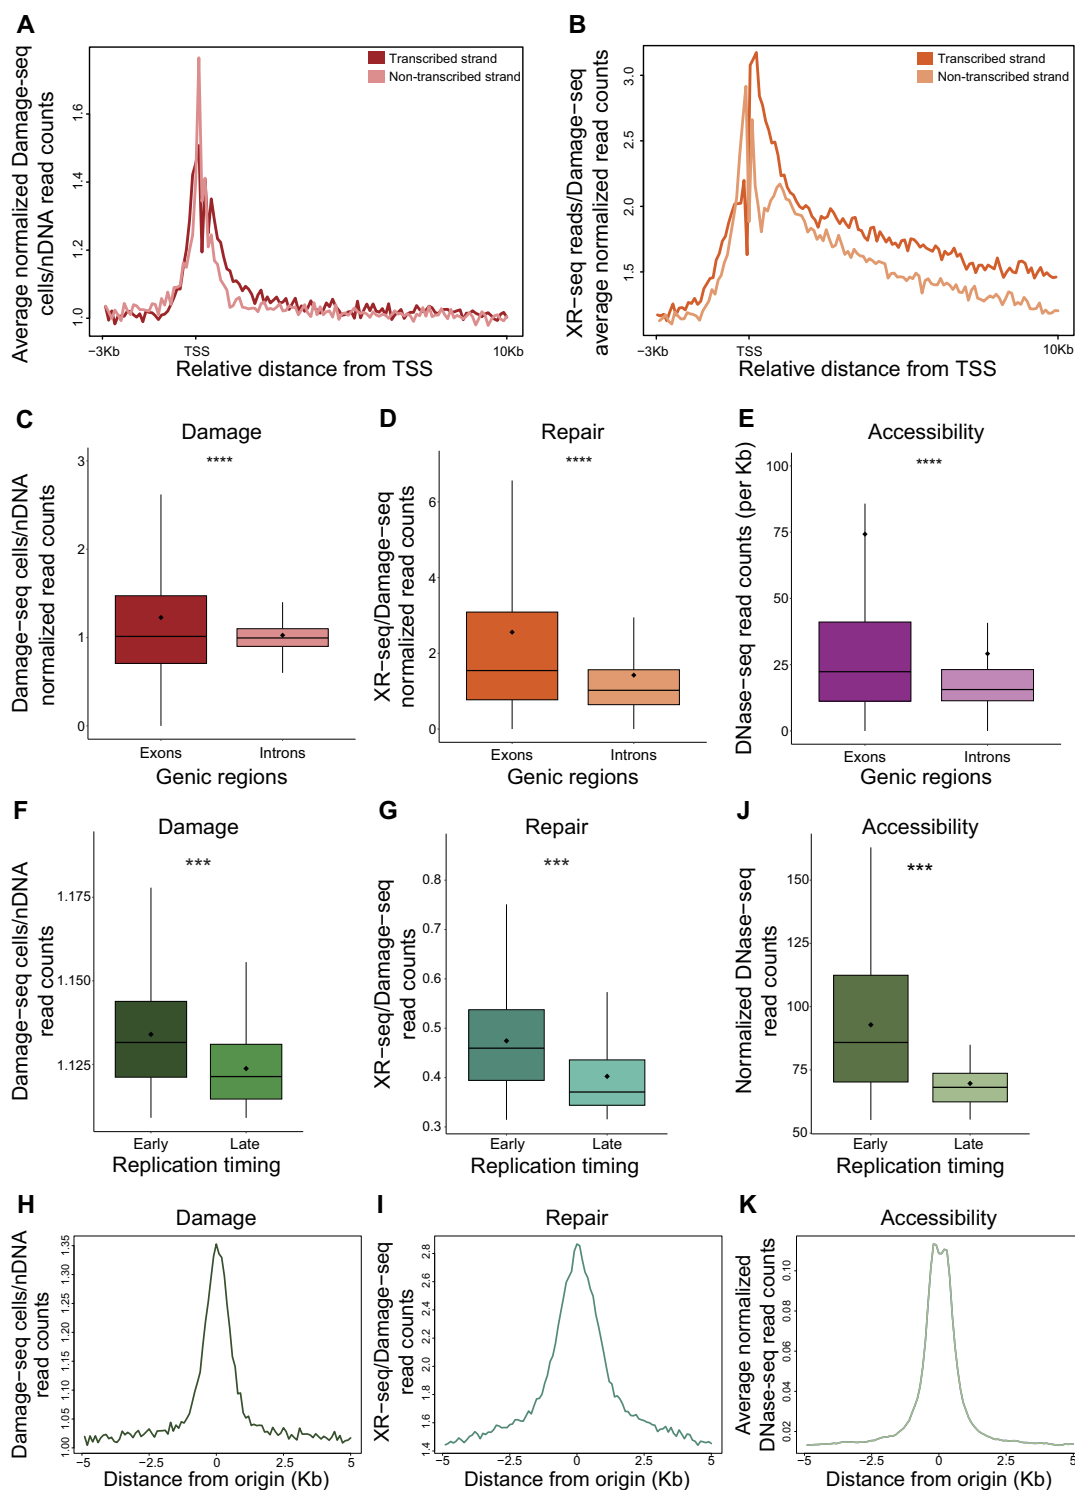 A
Average normalized Damage-seq
cells/nDNA read counts
1.0
1.2
1.4
1.6
Transcribed strand
Non-transcribed strand
−3Kb
TSS
10Kb
Relative distance from TSS
B
XR−seq reads/Damage−seq
average normalized read counts
1.5
2.0
2.5
3.0
Transcribed strand
Non-transcribed strand
−3Kb
TSS
10Kb
Relative distance from TSS
C
Damage
****
Damage−seq cells/nDNA
normalized read counts
3
2
1
0
Exons
Introns
Genic regions
D
Repair
****
XR−seq/Damage−seq
normalized read counts
6
4
2
0
Exons
Introns
Genic regions
E
Accessibility
****
DNase−seq read counts (per Kb)
100
75
50
25
0
Exons
Introns
Genic regions
F
Damage
***
Damage−seq cells/nDNA
read counts
1.175
1.150
1.125
Early
Late
Replication timing
G
Repair
***
XR−seq/Damage−seq
read counts
0.8
0.7
0.6
0.5
0.4
0.3
Early
Late
Replication timing
J
Accessibility
***
Normalized DNase−seq
read counts
150
125
100
75
50
Early
Late
Replication timing
H
Damage
Damage−seq cells/nDNA
read counts
1.00
1.05
1.10
1.15
1.20
1.25
1.30
1.35
−5
−2.5
0
2.5
5
Distance from origin (Kb)
I
Repair
XR−seq/Damage−seq
read counts
1.4
1.6
1.8
2.0
2.2
2.4
2.6
2.8
−5
−2.5
0
2.5
5
Distance from origin (Kb)
K
Accessibility
Average normalized
DNase−seq read counts
0.02
0.04
0.06
0.08
0.10
−5
−2.5
0
2.5
5
Distance from origin (Kb)